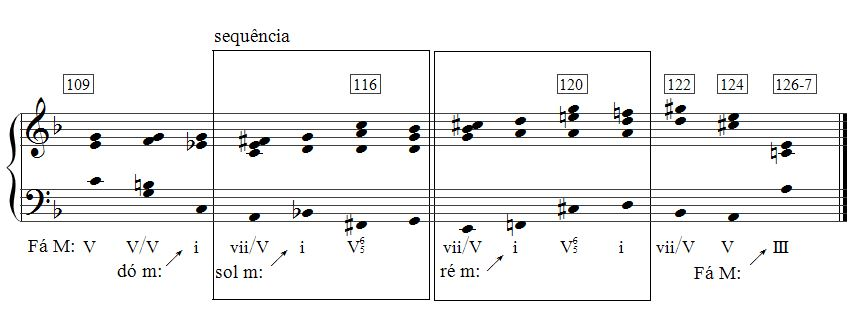 sequência
109 116 120 122 124 126-7
Fá M: V V/V i vii/V i V6/5 vii/V i V6/5 i vii/V V III
dó m: sol m: ré m: Fá M: